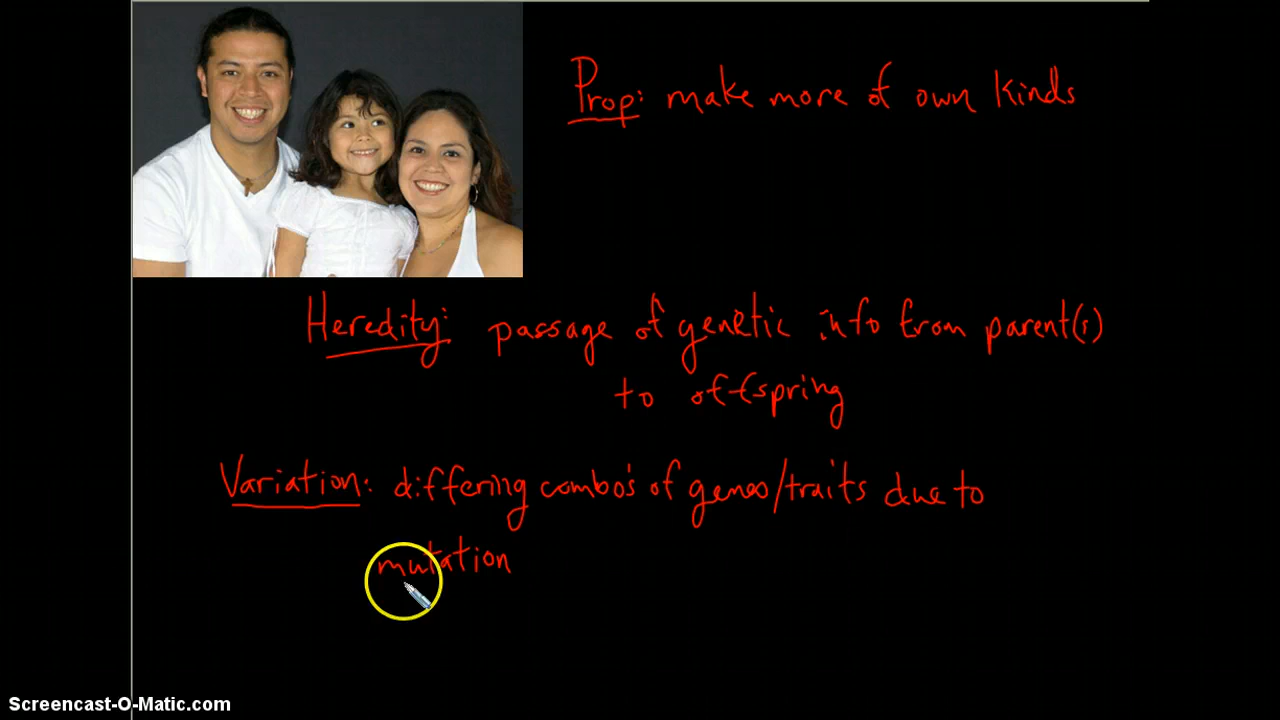 Prop: make more of own kinds
Heredity: passage of genetic info from parent(s)
to offspring
Variation: differing combo's of genes/traits due to
mutation
Screencast-O-Matic.com